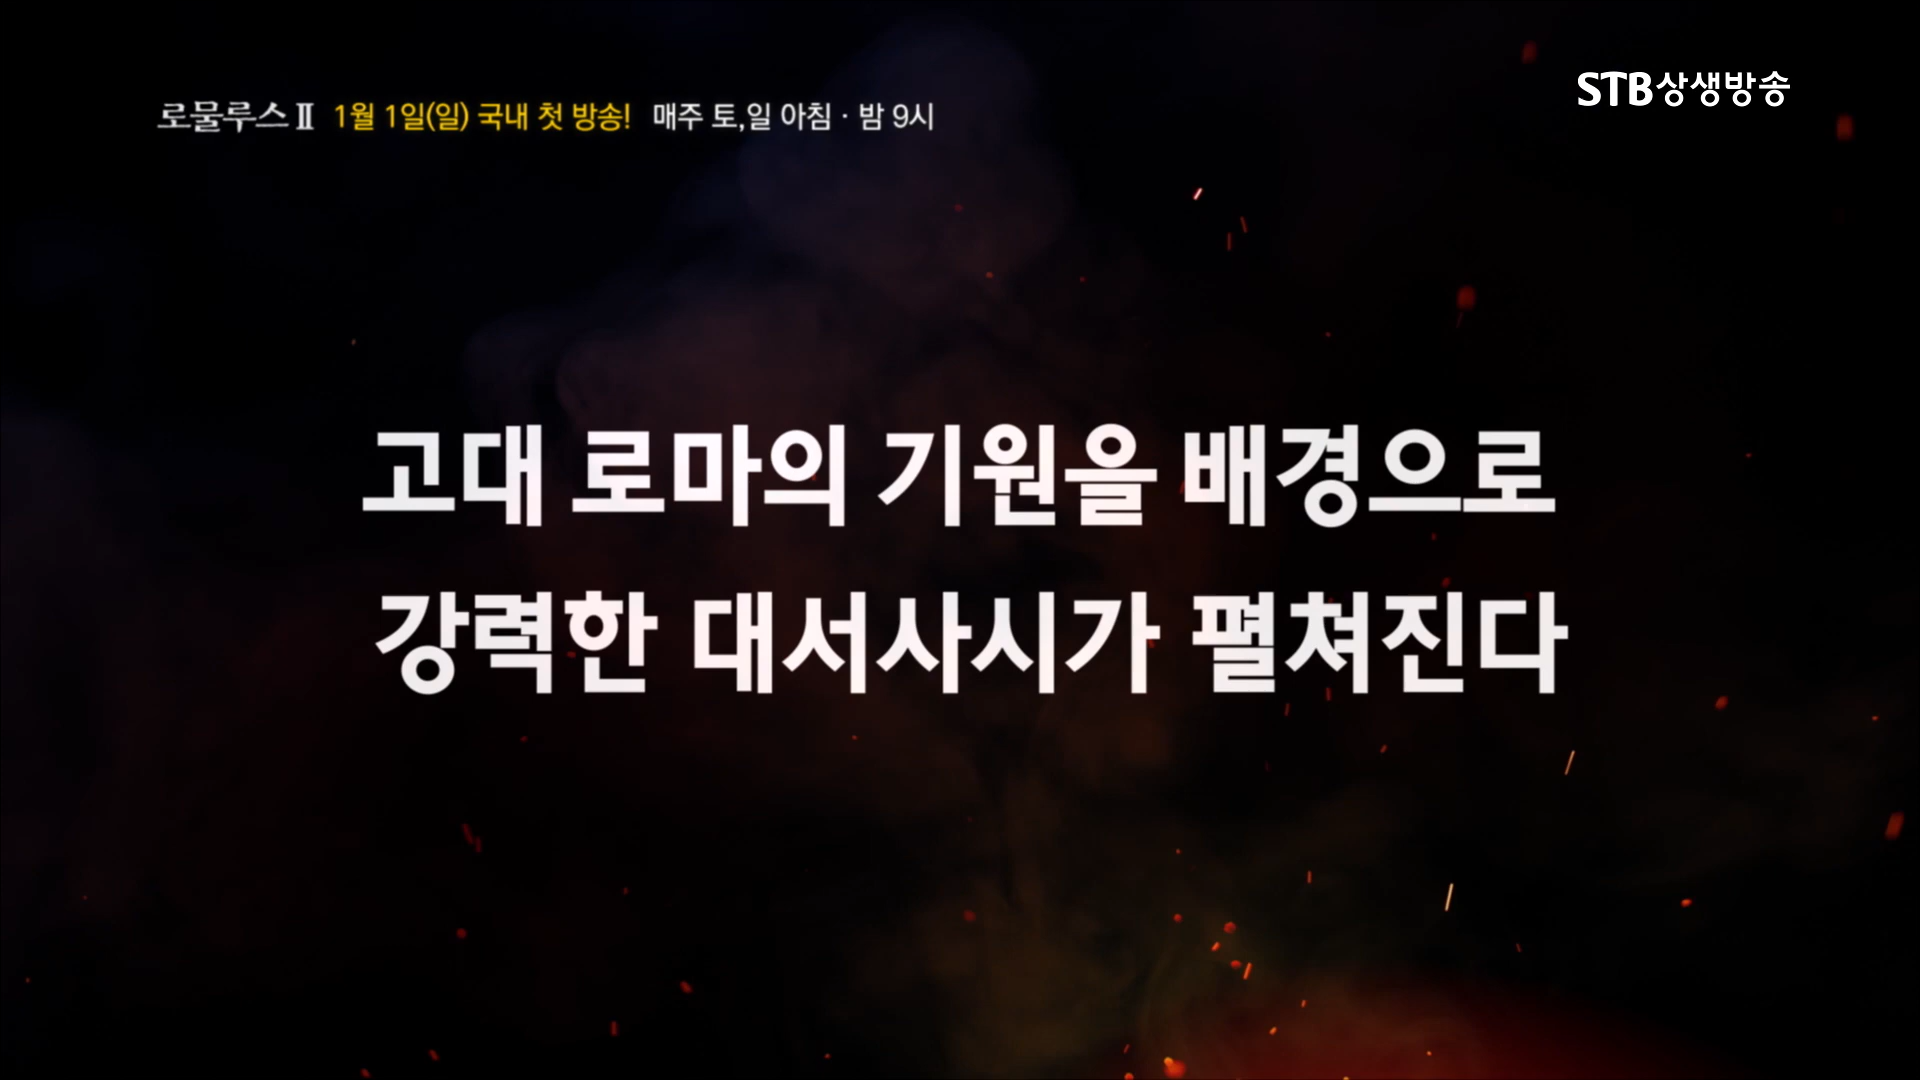 로물루스Ⅱ 1월 1일(일) 국내 첫 방송! 매주 토,일 아침 · 밤 9시
STB상생방송
고대 로마의 기원을 배경으로
강력한 대서사시가 펼쳐진다